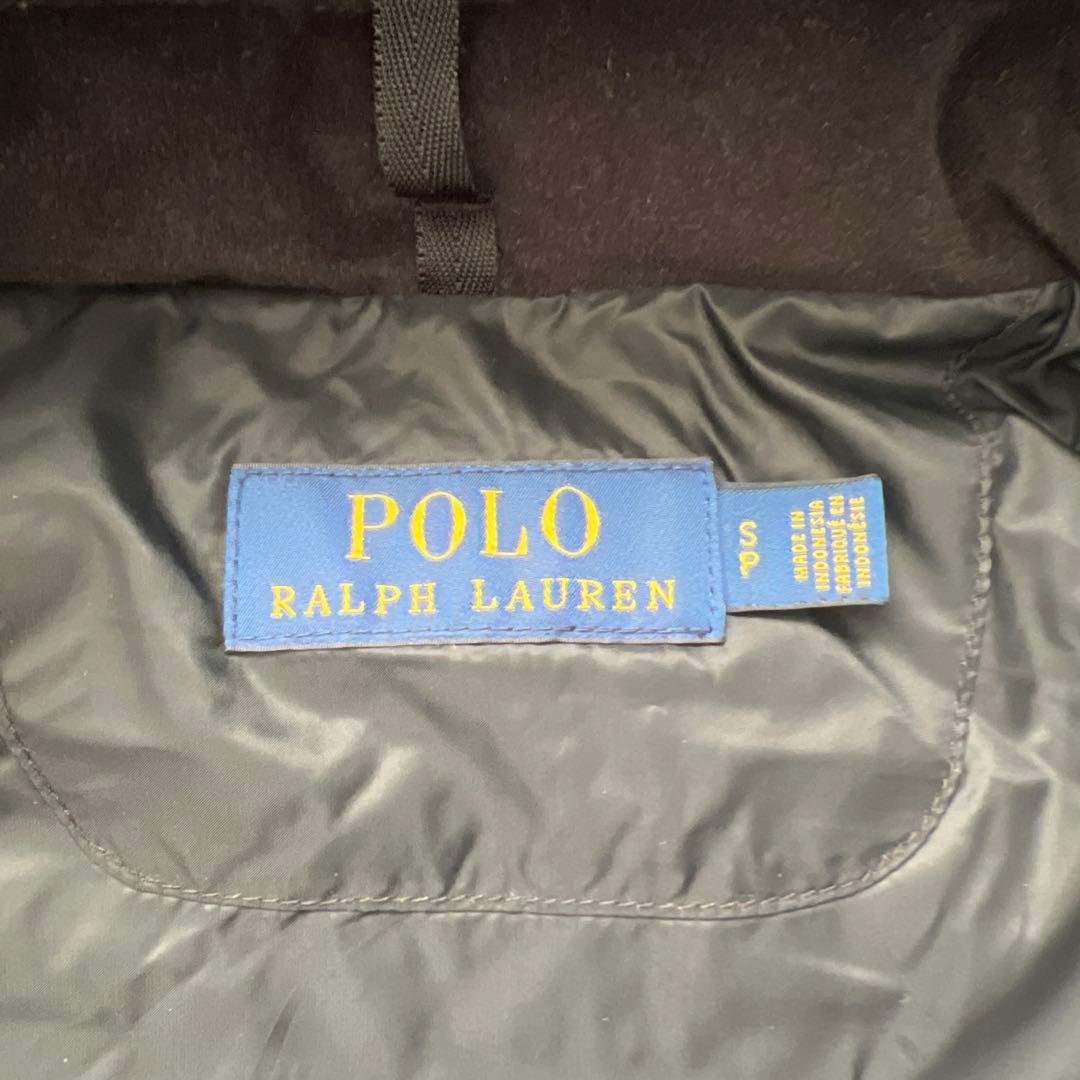 POLO
RALPH LAUREN
S
P
MADE IN
INDONESIA
FABRIQUÉ EN
INDONÉSIE